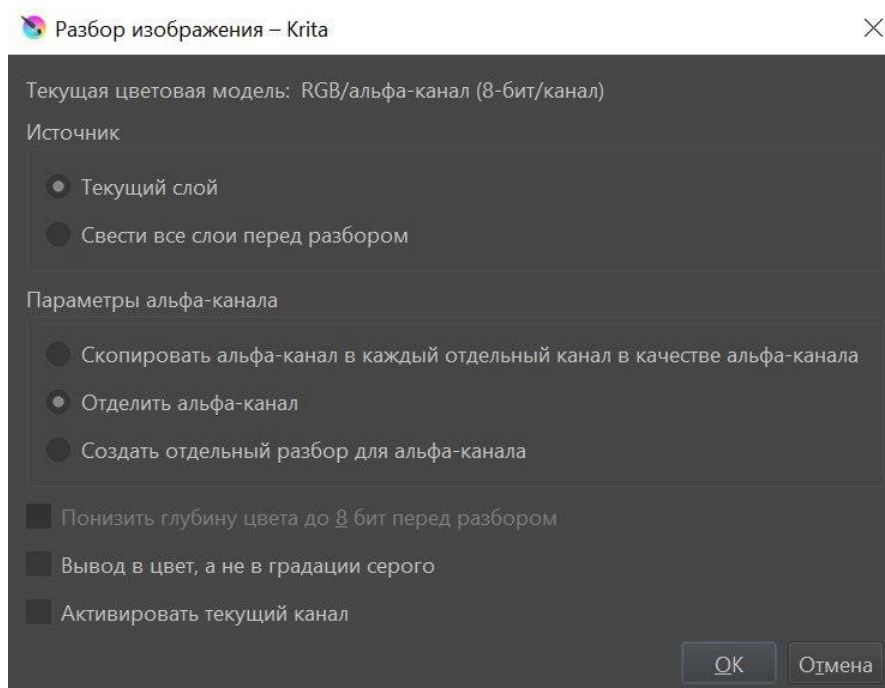 Разбор изображения – Krita
Текущая цветовая модель: RGB/альфа-канал (8-бит/канал)
Источник
Текущий слой
Свести все слои перед разбором
Параметры альфа-канала
Скопировать альфа-канал в каждый отдельный канал в качестве альфа-канала
Отделить альфа-канал
Создать отдельный разбор для альфа-канала
Понизить глубину цвета до 8 бит перед разбором
Вывод в цвет, а не в градации серого
Активировать текущий канал
OK Отмена